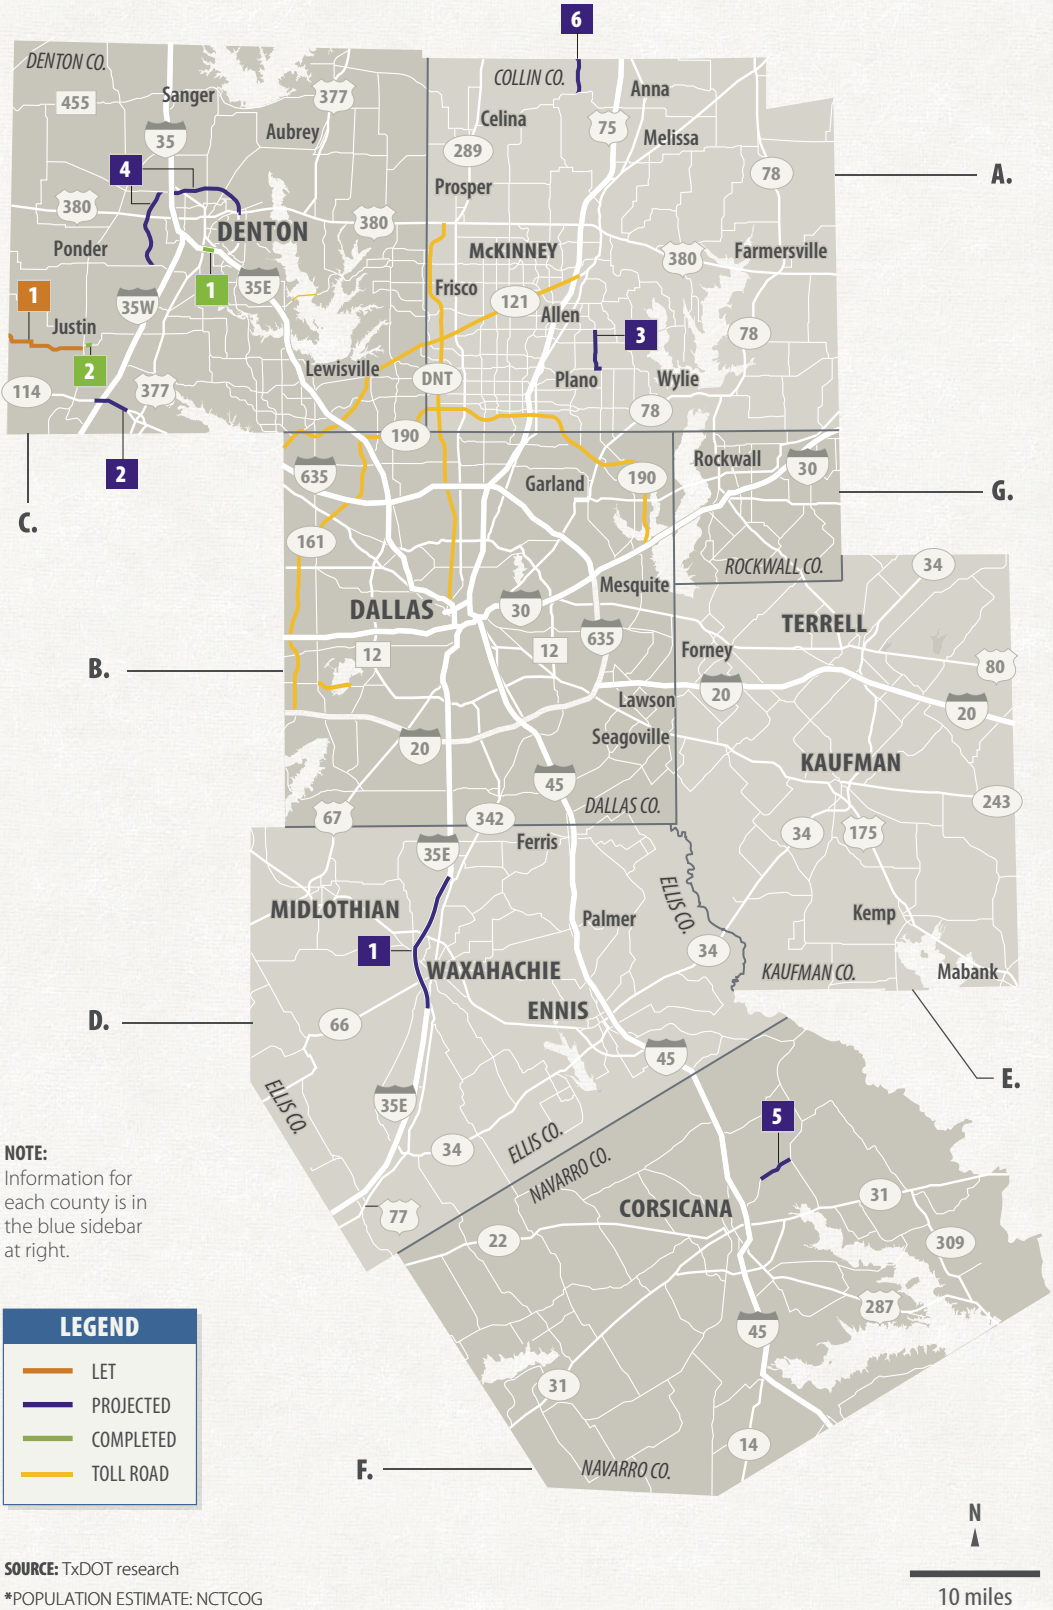 6
DENTON CO.
COLLIN CO.
455
Sanger
377
Anna
Celina
Aubrey
35
75
Melissa
289
4
78
A.
Prosper
380
380
DENTON
Ponder
McKINNEY
380
Farmersville
1
35E
Frisco
1
35W
121
Allen
Justin
3
78
2
Lewisville
DNT
Plano
Wylie
114
377
78
190
2
635
Garland
190
Rockwall
30
G.
C.
161
ROCKWALL CO.
34
Mesquite
DALLAS
30
TERRELL
635
12
12
Forney
80
B.
20
Lawson
20
Seagoville
20
KAUFMAN
45
DALLAS CO.
243
67
342
34
175
35E
Ferris
MIDLOTHIAN
ELLIS CO.
Kemp
Palmer
1
34
WAXAHACHIE
KAUFMAN CO.
Mabank
ENNIS
D.
66
45
E.
35E
ELLIS CO.
5
NOTE:
Information for
each county is in
the blue sidebar
at right.
34
ELLIS CO.
NAVARRO CO.
31
CORSICANA
77
22
309
287
45
LEGEND
LET
PROJECTED
COMPLETED
TOLL ROAD
31
14
F.
NAVARRO CO.
N
SOURCE: TxDOT research
*POPULATION ESTIMATE: NCTCOG
10 miles